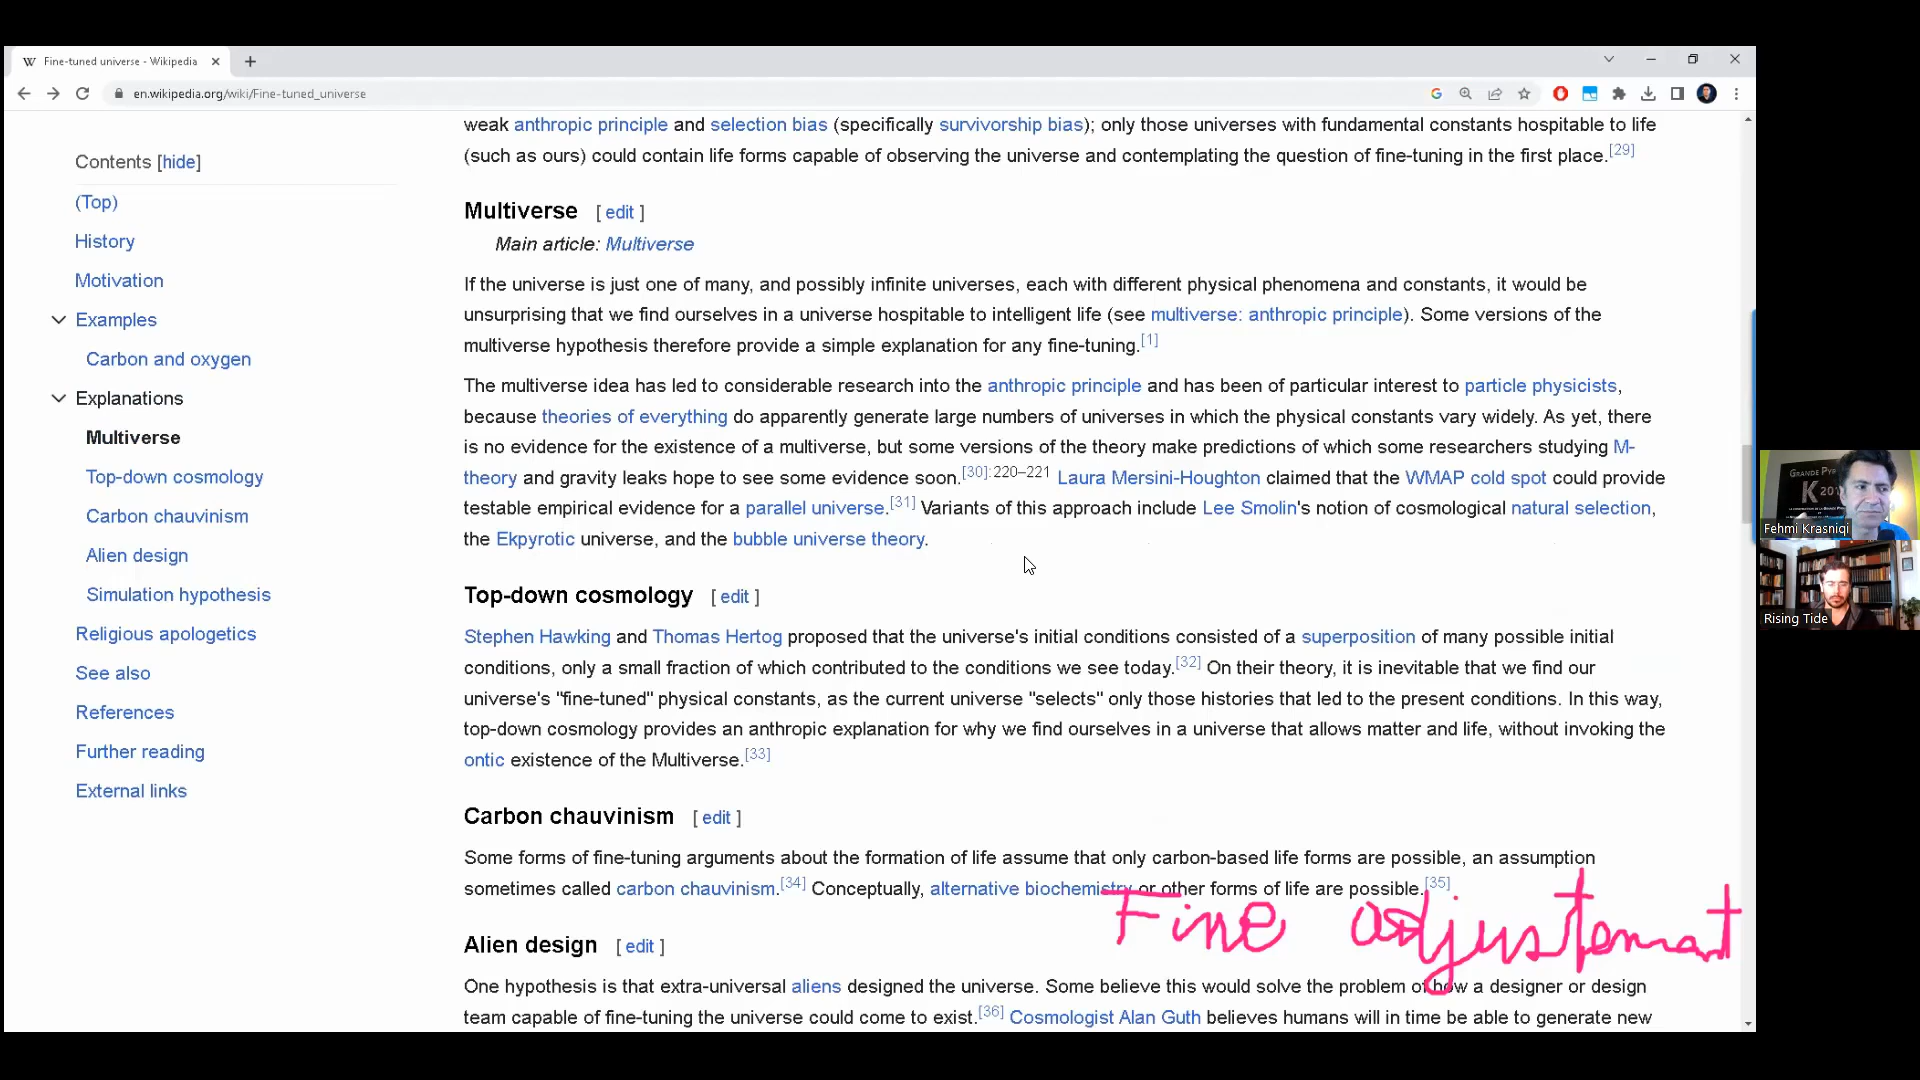 Fine-tuned universe - Wikipedia
en.wikipedia.org/wiki/Fine-tuned_universe
Contents [hide]
(Top)
History
Motivation
Examples
Carbon and oxygen
Explanations
Multiverse
Top-down cosmology
Carbon chauvinism
Alien design
Simulation hypothesis
Religious apologetics
See also
References
Further reading
External links
weak anthropic principle and selection bias (specifically survivorship bias); only those universes with fundamental constants hospitable to life
(such as ours) could contain life forms capable of observing the universe and contemplating the question of fine-tuning in the first place.[29]
Multiverse [ edit ]
Main article: Multiverse
If the universe is just one of many, and possibly infinite universes, each with different physical phenomena and constants, it would be
unsurprising that we find ourselves in a universe hospitable to intelligent life (see multiverse: anthropic principle). Some versions of the
multiverse hypothesis therefore provide a simple explanation for any fine-tuning.[1]
The multiverse idea has led to considerable research into the anthropic principle and has been of particular interest to particle physicists,
because theories of everything do apparently generate large numbers of universes in which the physical constants vary widely. As yet, there
is no evidence for the existence of a multiverse, but some versions of the theory make predictions of which some researchers studying M-
theory and gravity leaks hope to see some evidence soon.[30]: 220–221 Laura Mersini-Houghton claimed that the WMAP cold spot could provide
testable empirical evidence for a parallel universe.[31] Variants of this approach include Lee Smolin's notion of cosmological natural selection,
the Ekpyrotic universe, and the bubble universe theory.
Top-down cosmology [ edit ]
Stephen Hawking and Thomas Hertog proposed that the universe's initial conditions consisted of a superposition of many possible initial
conditions, only a small fraction of which contributed to the conditions we see today.[32] On their theory, it is inevitable that we find our
universe's "fine-tuned" physical constants, as the current universe "selects" only those histories that led to the present conditions. In this way,
top-down cosmology provides an anthropic explanation for why we find ourselves in a universe that allows matter and life, without invoking the
ontic existence of the Multiverse.[33]
Carbon chauvinism [ edit ]
Some forms of fine-tuning arguments about the formation of life assume that only carbon-based life forms are possible, an assumption
sometimes called carbon chauvinism.[34] Conceptually, alternative biochemistry or other forms of life are possible.[35]
Fine adjustemant
Alien design [ edit ]
One hypothesis is that extra-universal aliens designed the universe. Some believe this would solve the problem of how a designer or design
team capable of fine-tuning the universe could come to exist.[36] Cosmologist Alan Guth believes humans will in time be able to generate new
GRANDE PY
K 20
Fehmi Krasniqi
Rising Tide